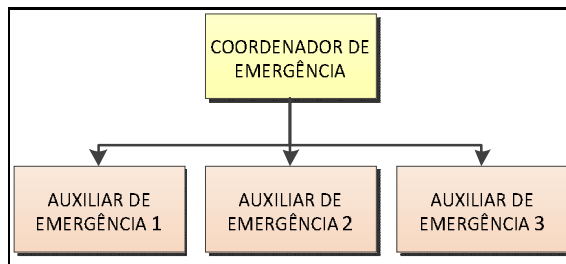 COORDENADOR DE
EMERGÊNCIA
AUXILIAR DE
EMERGÊNCIA 1
AUXILIAR DE
EMERGÊNCIA 2
AUXILIAR DE
EMERGÊNCIA 3